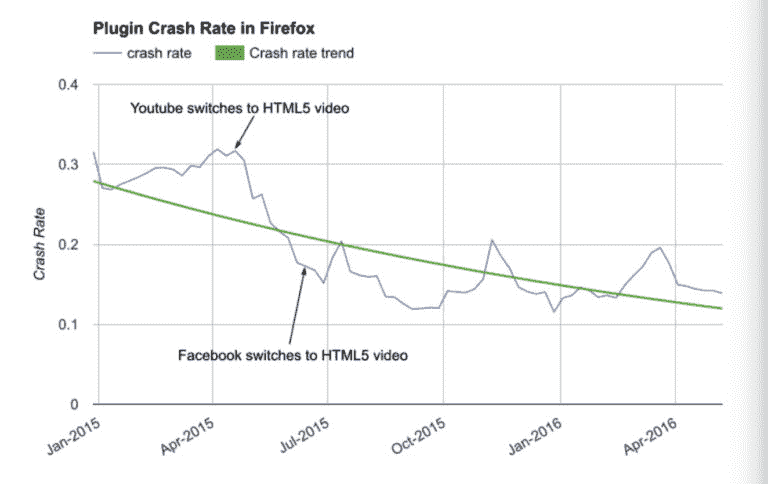 Plugin Crash Rate in Firefox
crash rate Crash rate trend
0.4
Youtube switches to HTML5 video
0.3
0.2
0.1
Facebook switches to HTML5 video
0
Crash Rate
Jan-2015 Apr-2015 Jul-2015 Oct-2015 Jan-2016 Apr-2016